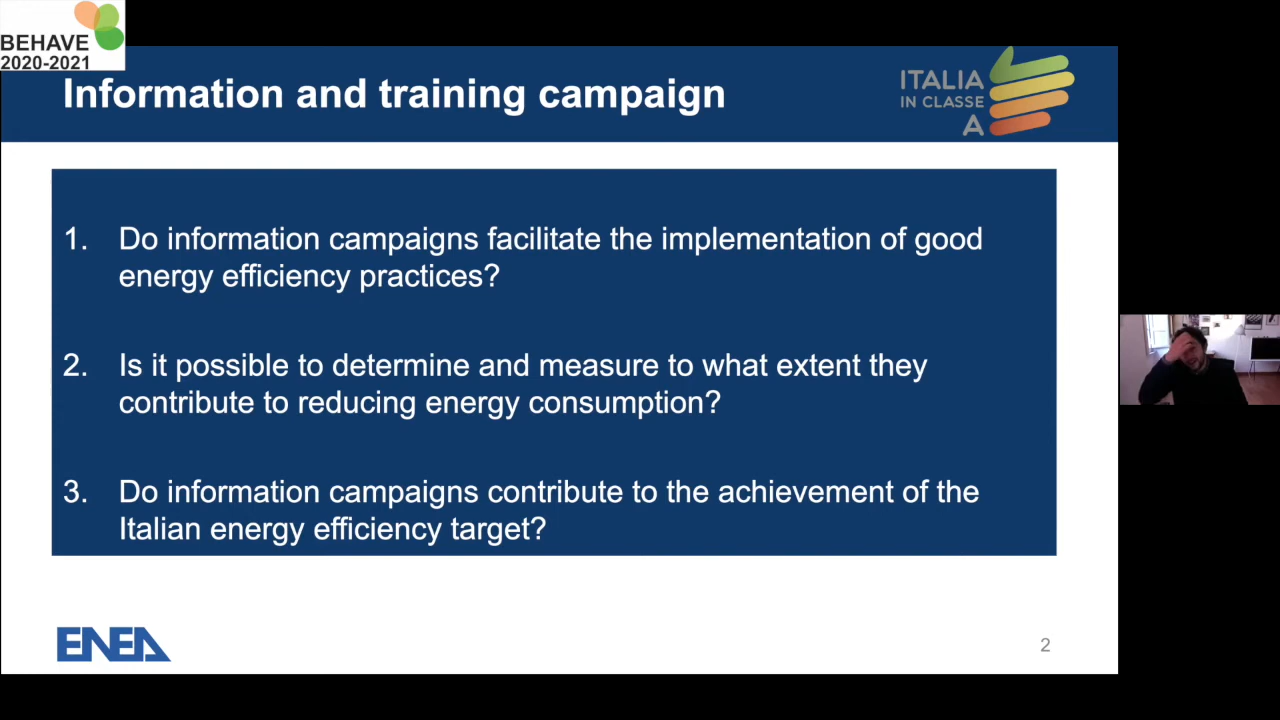 BEHAVE
2020-2021
Information and training campaign
ITALIA
IN CLASSE
A
1. Do information campaigns facilitate the implementation of good
energy efficiency practices?
2. Is it possible to determine and measure to what extent they
contribute to reducing energy consumption?
3. Do information campaigns contribute to the achievement of the
Italian energy efficiency target?
ENEA
2